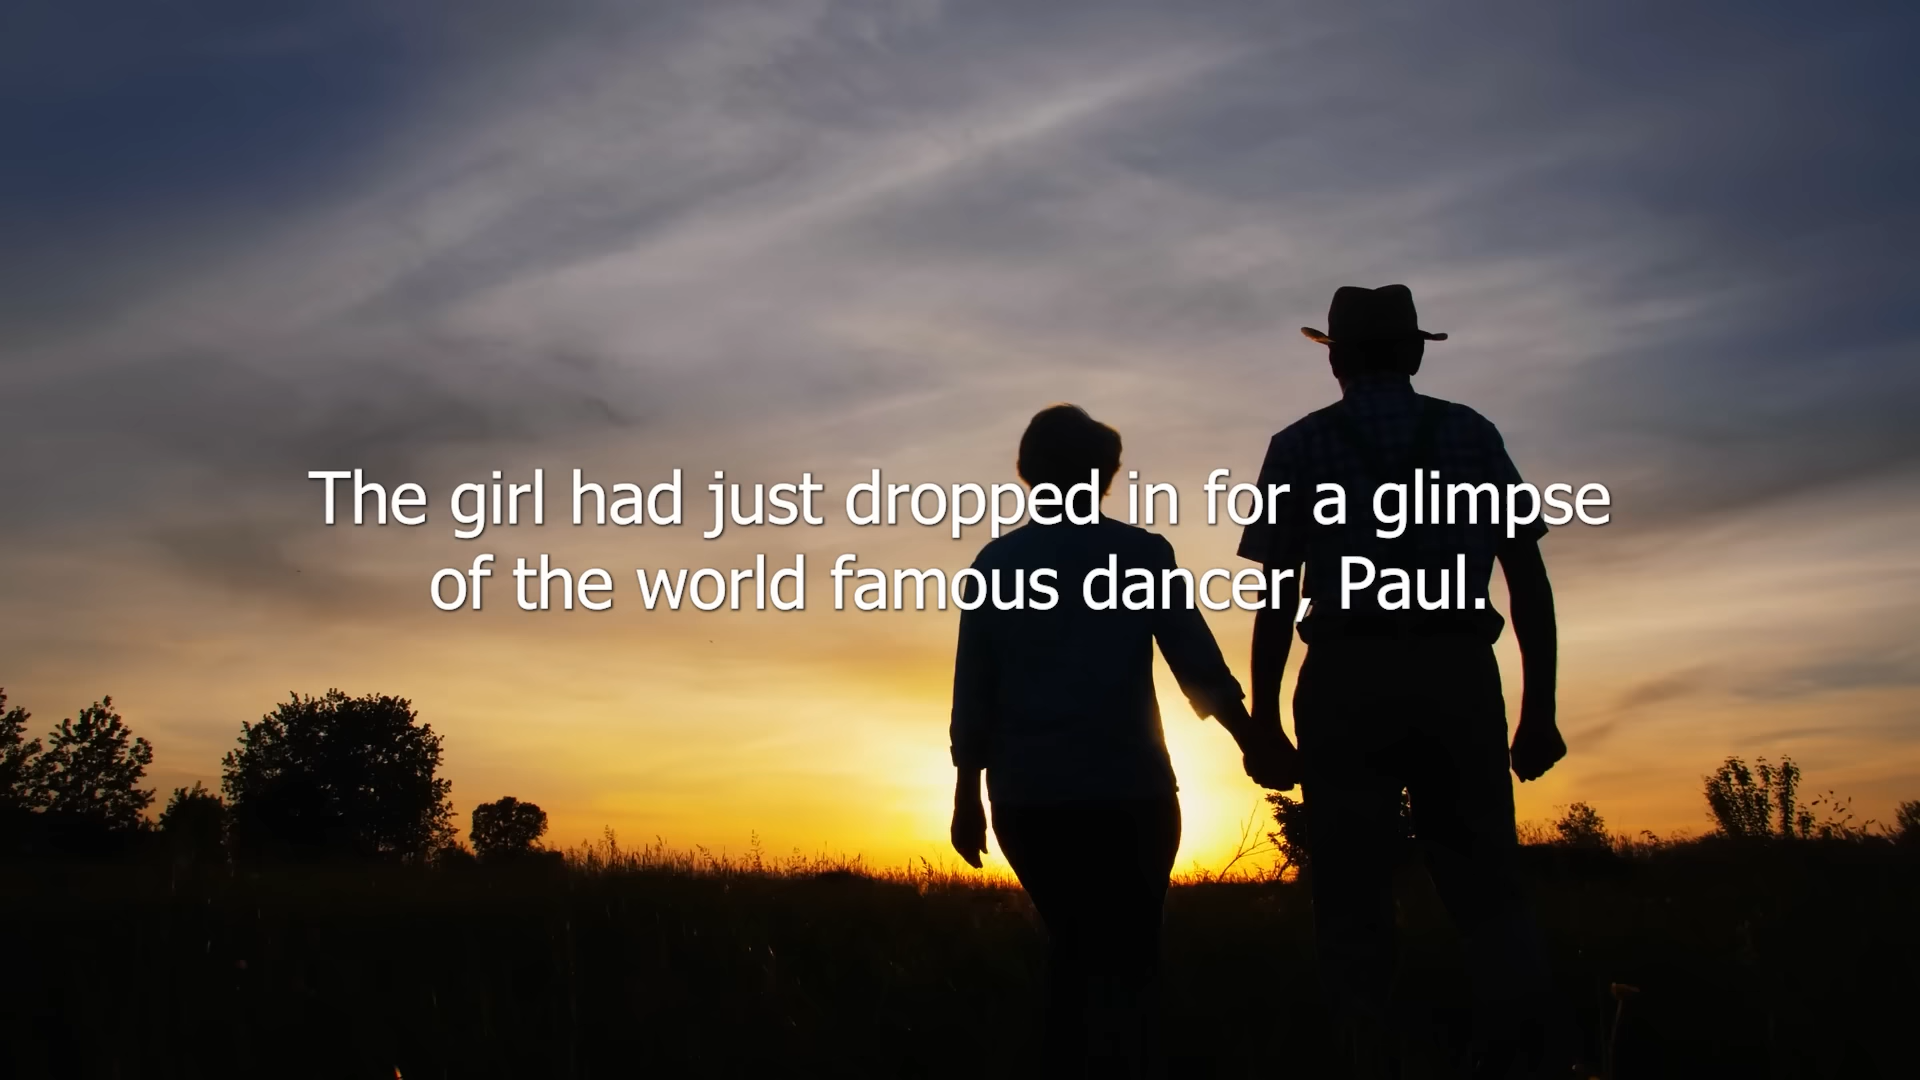 The girl had just dropped in for a glimpse
of the world famous dancer, Paul.